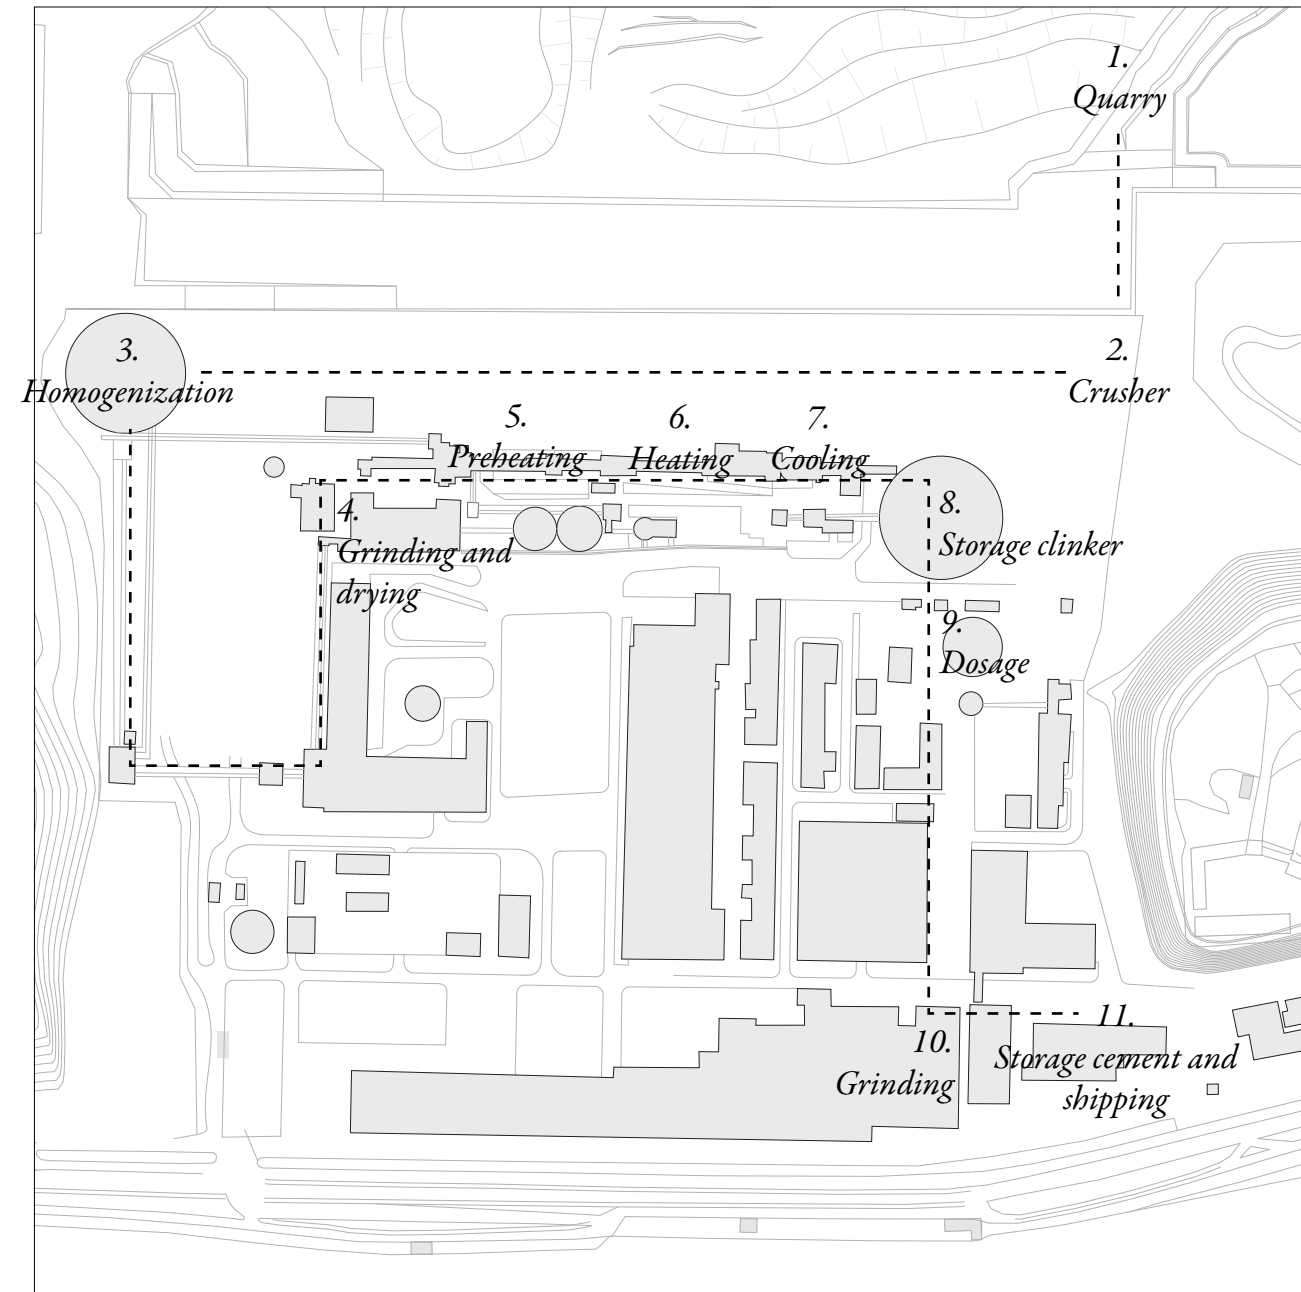 1.
Quarry
2.
Crusher
3.
Homogenization
4.
Grinding and
drying
5.
Preheating
6.
Heating
7.
Cooling
8.
Storage clinker
9.
Dosage
10.
Grinding
11.
Storage cement and
shipping